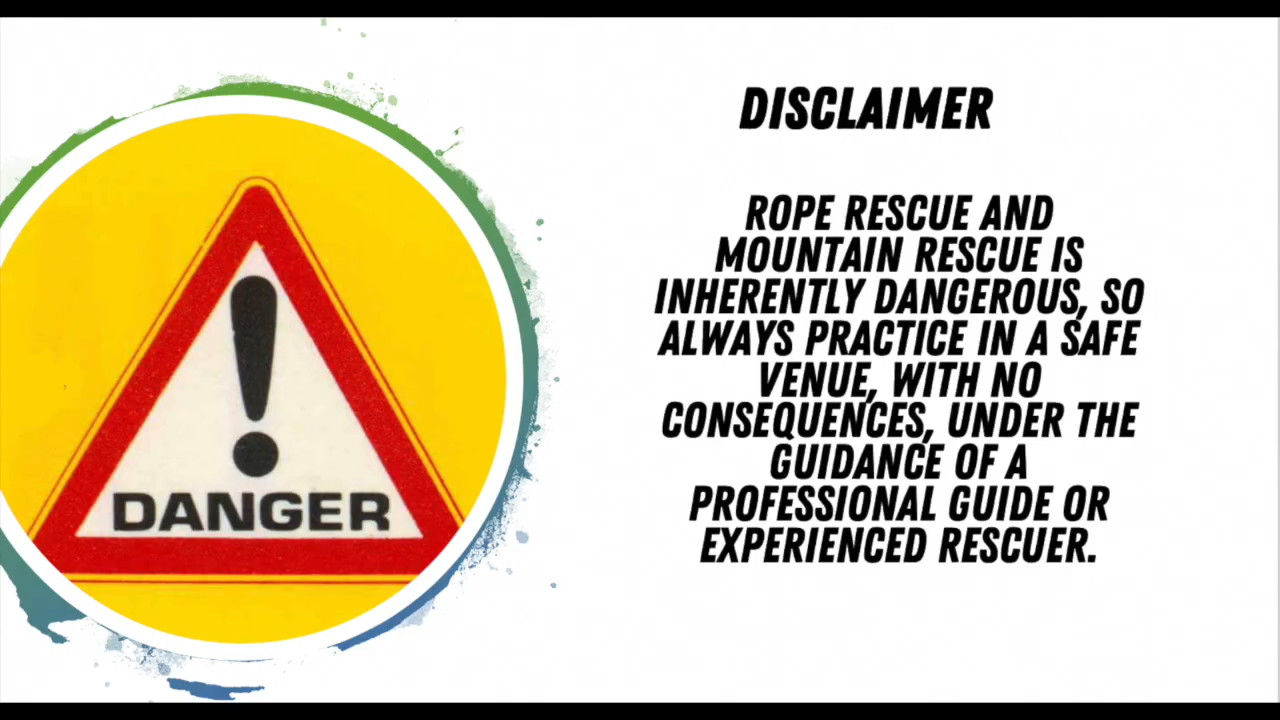 DISCLAIMER
ROPE RESCUE AND
MOUNTAIN RESCUE IS
INHERENTLY DANGEROUS, SO
ALWAYS PRACTICE IN A SAFE
VENUE, WITH NO
CONSEQUENCES, UNDER THE
GUIDANCE OF A
PROFESSIONAL GUIDE OR
EXPERIENCED RESCUER.
DANGER